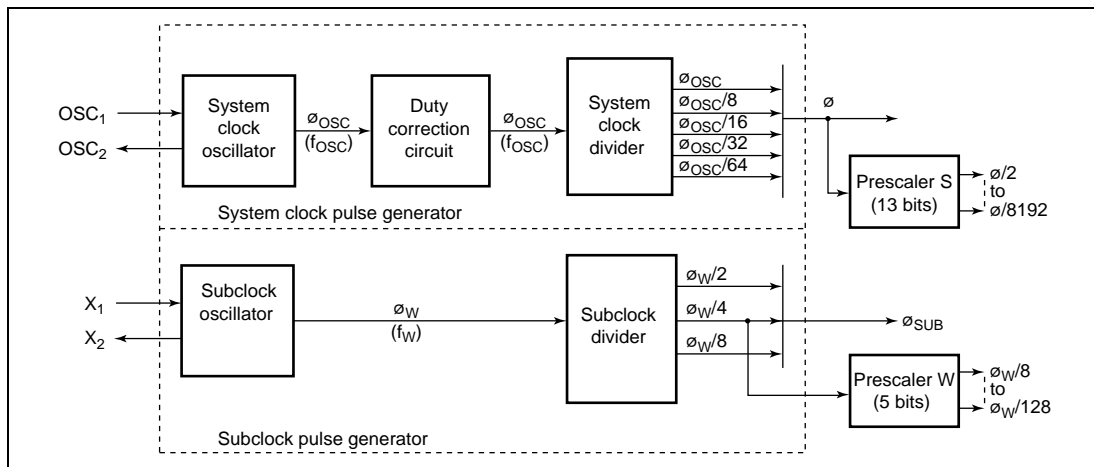 OSC1
OSC2
System
clock
oscillator
øOSC
(fOSC)
Duty
correction
circuit
øOSC
(fOSC)
System
clock
divider
øOSC
øOSC/8
øOSC/16
øOSC/32
øOSC/64
ø
Prescaler S
(13 bits)
ø/2
to
ø/8192
System clock pulse generator
X1
X2
Subclock
oscillator
øW
(fW)
Subclock
divider
øW/2
øW/4
øW/8
øSUB
Prescaler W
(5 bits)
øW/8
to
øW/128
Subclock pulse generator